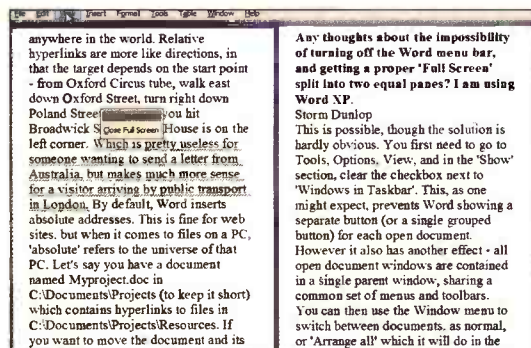 File Edit View Insert Format Tools Table Window Help
anywhere in the world. Relative
hyperlinks are more like directions, in
that the target depends on the start point
- from Oxford Circus tube, walk east
down Oxford Street, turn right down
Poland Street you hit
Broadwick S House is on the
Close Full Screen
left corner. Which is pretty useless for
someone wanting to send a letter from
Australia, but makes much more sense
for a visitor arriving by public transport
in London. By default, Word inserts
absolute addresses. This is fine for web
sites, but when it comes to files on a PC,
'absolute' refers to the universe of that
PC. Let's say you have a document
named Myproject.doc in
C:\Documents\Projects (to keep it short)
which contains hyperlinks to files in
C:\Documents\Projects\Resources. If
you want to move the document and its
Any thoughts about the impossibility
of turning off the Word menu bar,
and getting a proper 'Full Screen'
split into two equal panes? I am using
Word XP.
Storm Dunlop
This is possible, though the solution is
hardly obvious. You first need to go to
Tools, Options, View, and in the 'Show'
section, clear the checkbox next to
'Windows in Taskbar'. This, as one
might expect, prevents Word showing a
separate button (or a single grouped
button) for each open document.
However it also has another effect - all
open document windows are contained
in a single parent window, sharing a
common set of menus and toolbars.
You can then use the Window menu to
switch between documents, as normal,
or 'Arrange all' which it will do in the